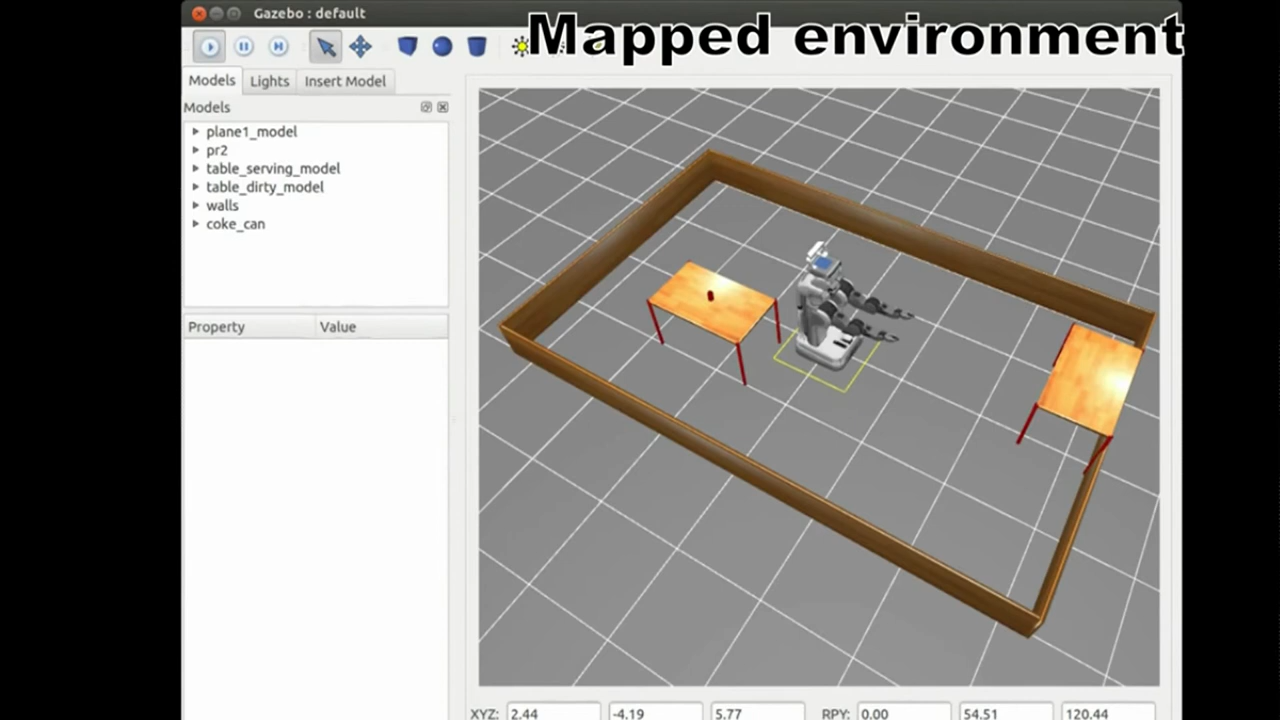 Gazebo : default
Mapped environment
Models Lights Insert Model
Models
plane1_model
pr2
table_serving_model
table_dirty_model
walls
coke_can
Property Value
XYZ: 2.44 -4.19 5.77 RPY: 0.00 54.51 120.44